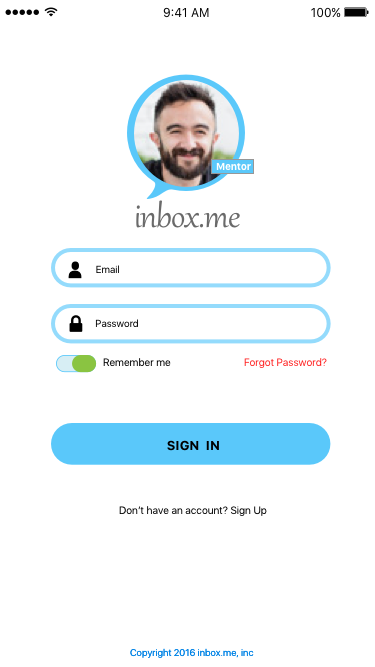 9:41 AM 100%
Mentor
inbox.me
Email
Password
Remember me Forgot Password?
SIGN IN
Don't have an account? Sign Up
Copyright 2016 inbox.me, inc